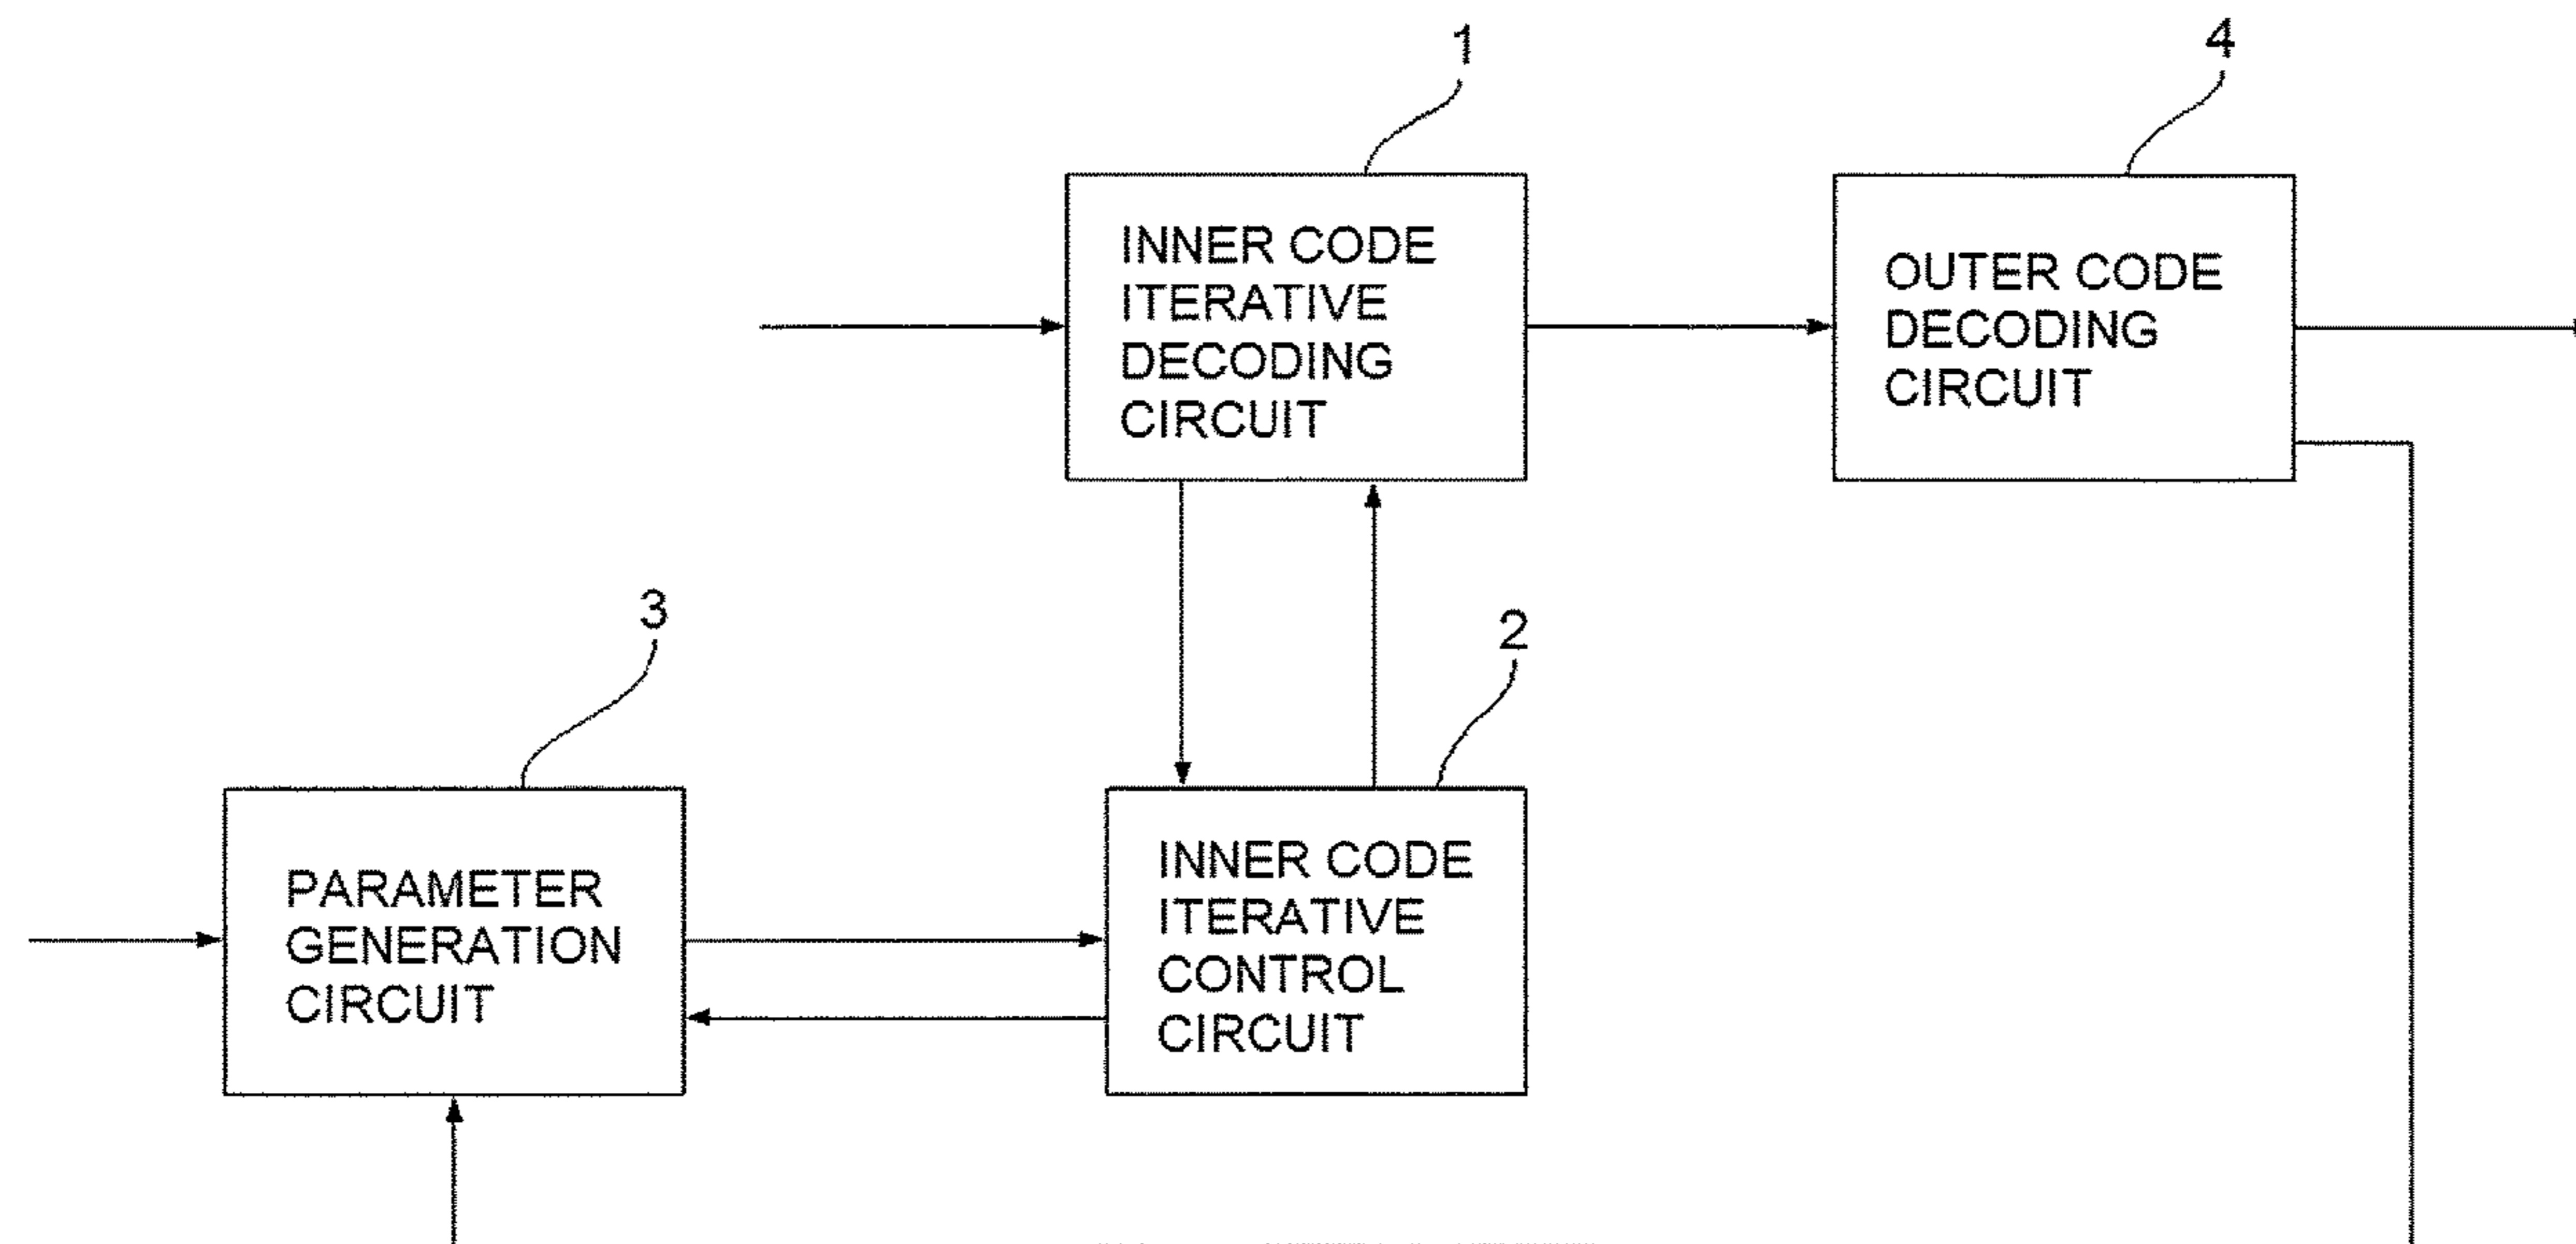 1
4
INNER CODE
ITERATIVE
DECODING
CIRCUIT
OUTER CODE
DECODING
CIRCUIT
3
2
PARAMETER
GENERATION
CIRCUIT
INNER CODE
ITERATIVE
CONTROL
CIRCUIT